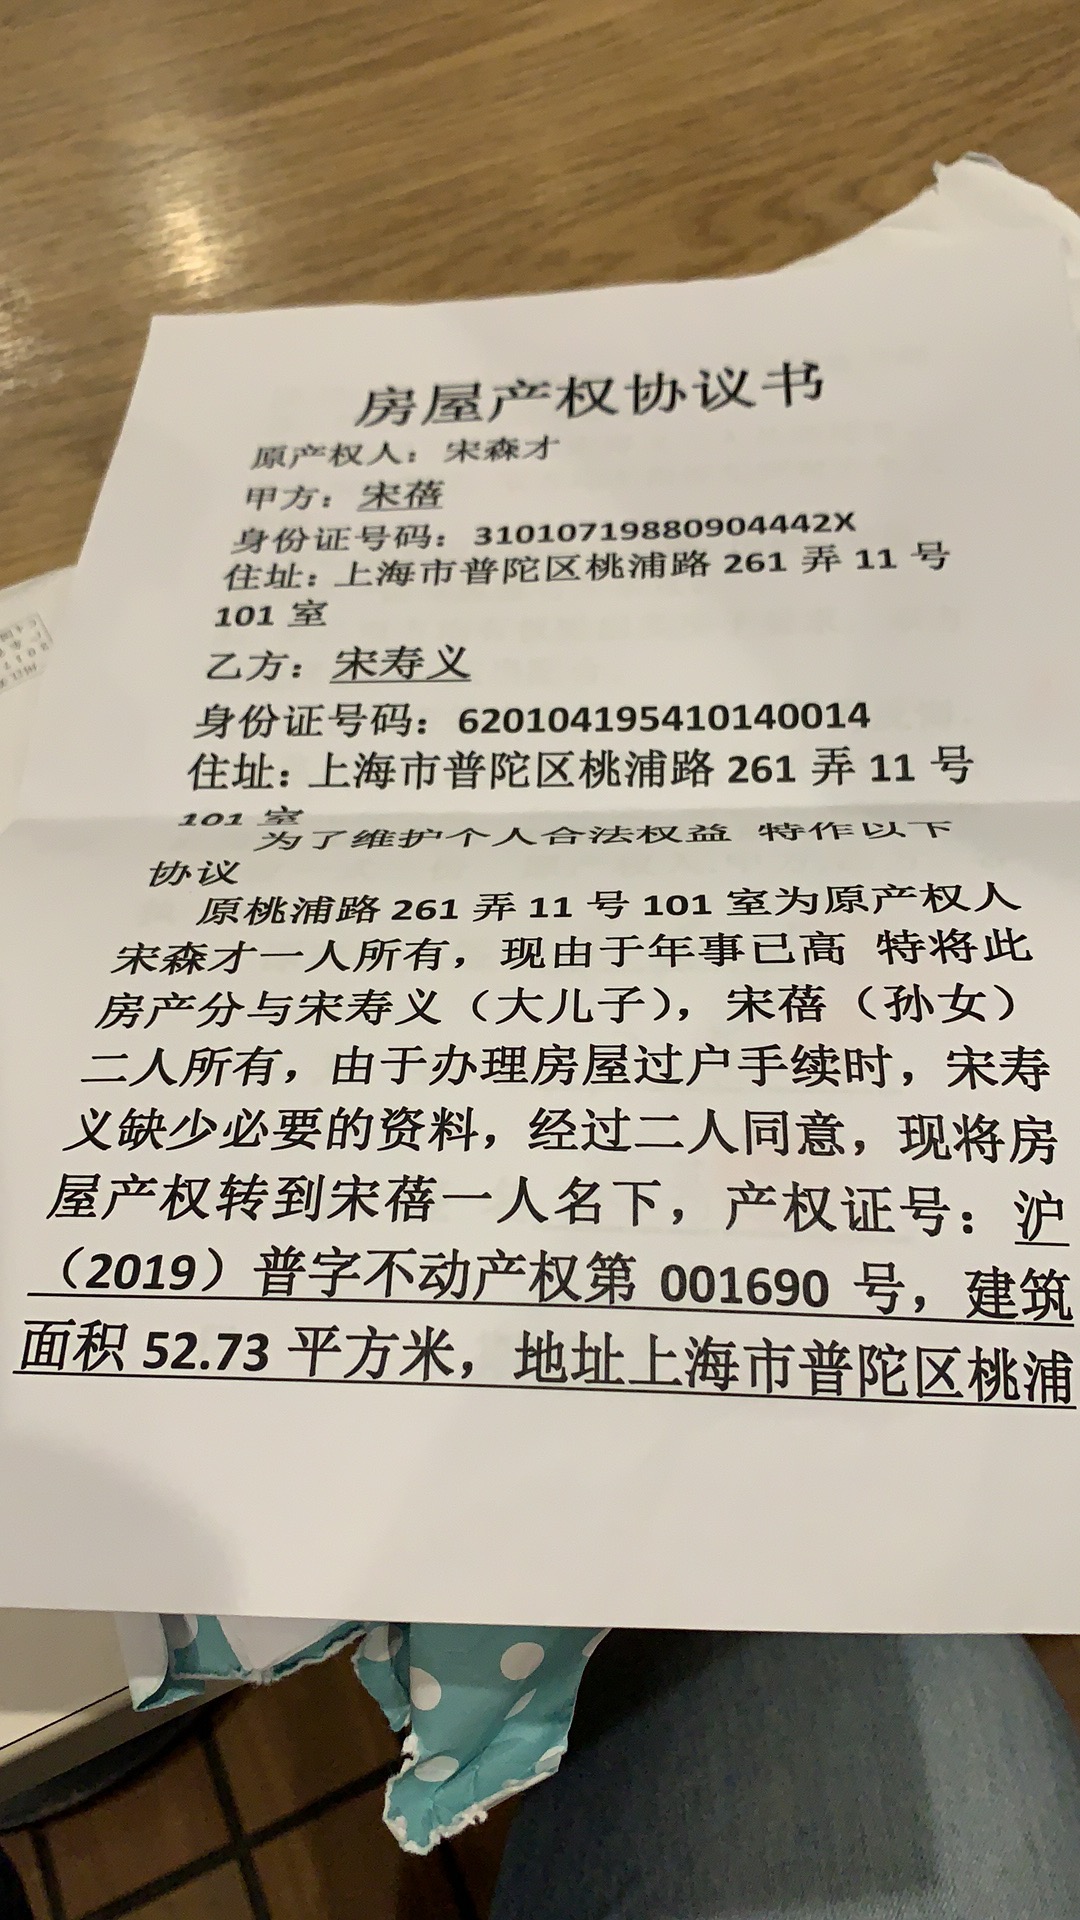 房屋产权协议书
原产权人：宋森才
甲方：宋蓓
身份证号码：31010719880904442X
住址：上海市普陀区桃浦路 261 弄 11 号
101 室
乙方：宋寿义
身份证号码：620104195410140014
住址：上海市普陀区桃浦路 261 弄 11 号
101 室
为了维护个人合法权益 特作以下
协议
原桃浦路 261 弄 11 号 101 室为原产权人
宋森才一人所有，现由于年事已高 特将此
房产分与宋寿义（大儿子），宋蓓（孙女）
二人所有，由于办理房屋过户手续时，宋寿
义缺少必要的资料，经过二人同意，现将房
屋产权转到宋蓓一人名下，产权证号：沪
（2019）普字不动产权第 001690 号，建筑
面积 52.73 平方米，地址上海市普陀区桃浦